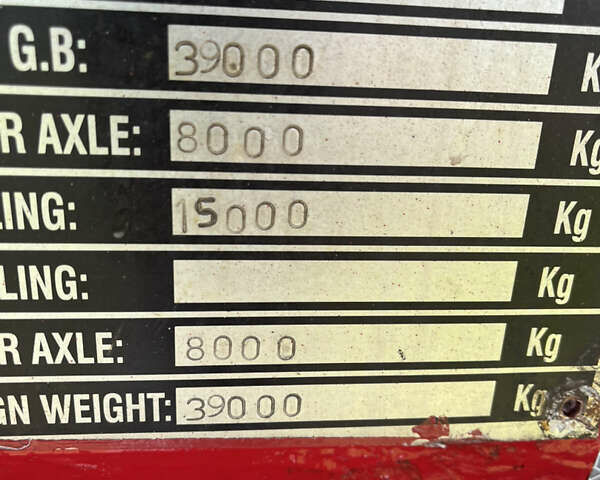 G.B: 39000 K
R AXLE: 8000 Kg
LING: 15000 Kg
LING: Kg
R AXLE: 8000 Kg
GN WEIGHT: 39000 Kg